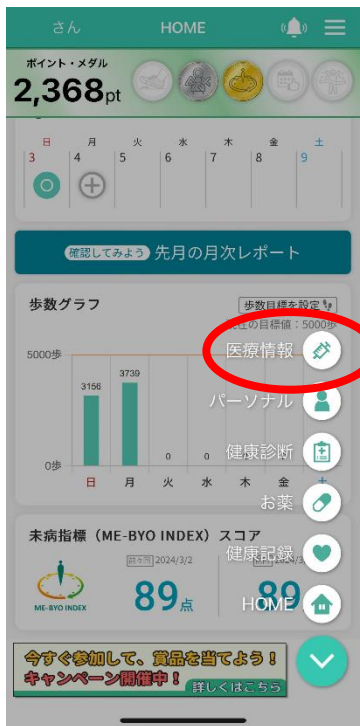 さん
HOME
ポイント・メダル
2,368pt
日 月 火 水 木 金 土
3 4 5 6 7 8 9
確認してみよう 先月の月次レポート
歩数グラフ
歩数目標を設定
現在の目標値：5000歩
5000歩
3739
3156
0 0
0歩
日 月 火 水 木 金 土
医療情報
パーソナル
健康診断
お薬
健康記録
HOME
未病指標（ME-BYO INDEX）スコア
前々回 2024/3/2
ME-BYO INDEX
89点
89
今すぐ参加して、賞品を当てよう！
キャンペーン開催中！
詳しくはこちら